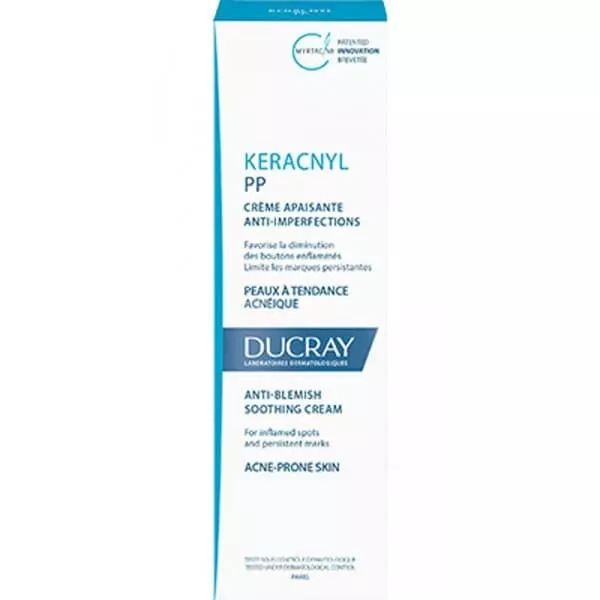 KERACNYL
MYRTACINE
PATENTED
INNOVATION
BREVETÉE
KERACNYL
PP
CRÈME APAISANTE
ANTI-IMPERFECTIONS
Favorise la diminution
des boutons enflammés
Limite les marques persistantes
PEAUX À TENDANCE
ACNÉIQUE
DUCRAY
LABORATOIRES DERMATOLOGIQUES
ANTI-BLEMISH
SOOTHING CREAM
For inflamed spots
and persistent marks
ACNE-PRONE SKIN
TESTÉ SOUS CONTRÔLE DERMATOLOGIQUE
TESTED UNDER DERMATOLOGICAL CONTROL
PARIS